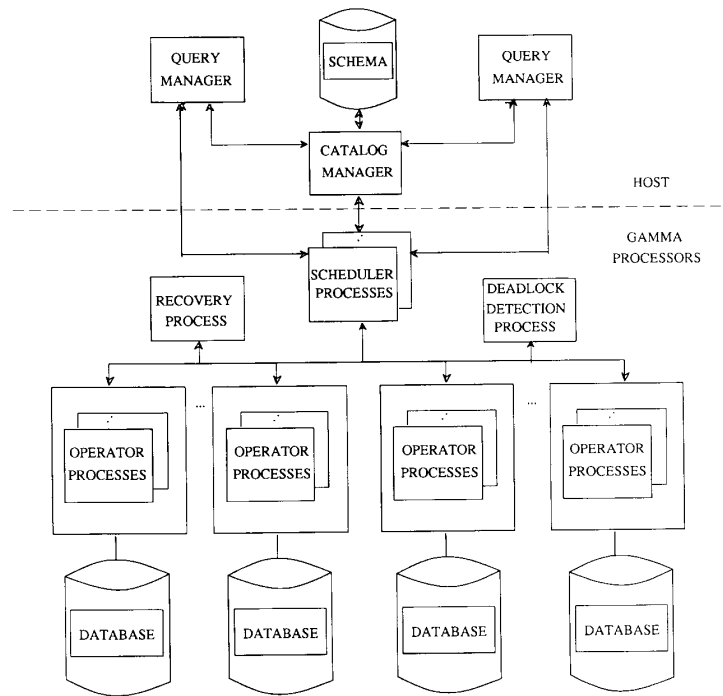 QUERY
MANAGER
SCHEMA
QUERY
MANAGER
CATALOG
MANAGER
HOST
GAMMA
PROCESSORS
SCHEDULER
PROCESSES
RECOVERY
PROCESS
DEADLOCK
DETECTION
PROCESS
...
...
OPERATOR
PROCESSES
OPERATOR
PROCESSES
OPERATOR
PROCESSES
OPERATOR
PROCESSES
DATABASE
DATABASE
DATABASE
DATABASE